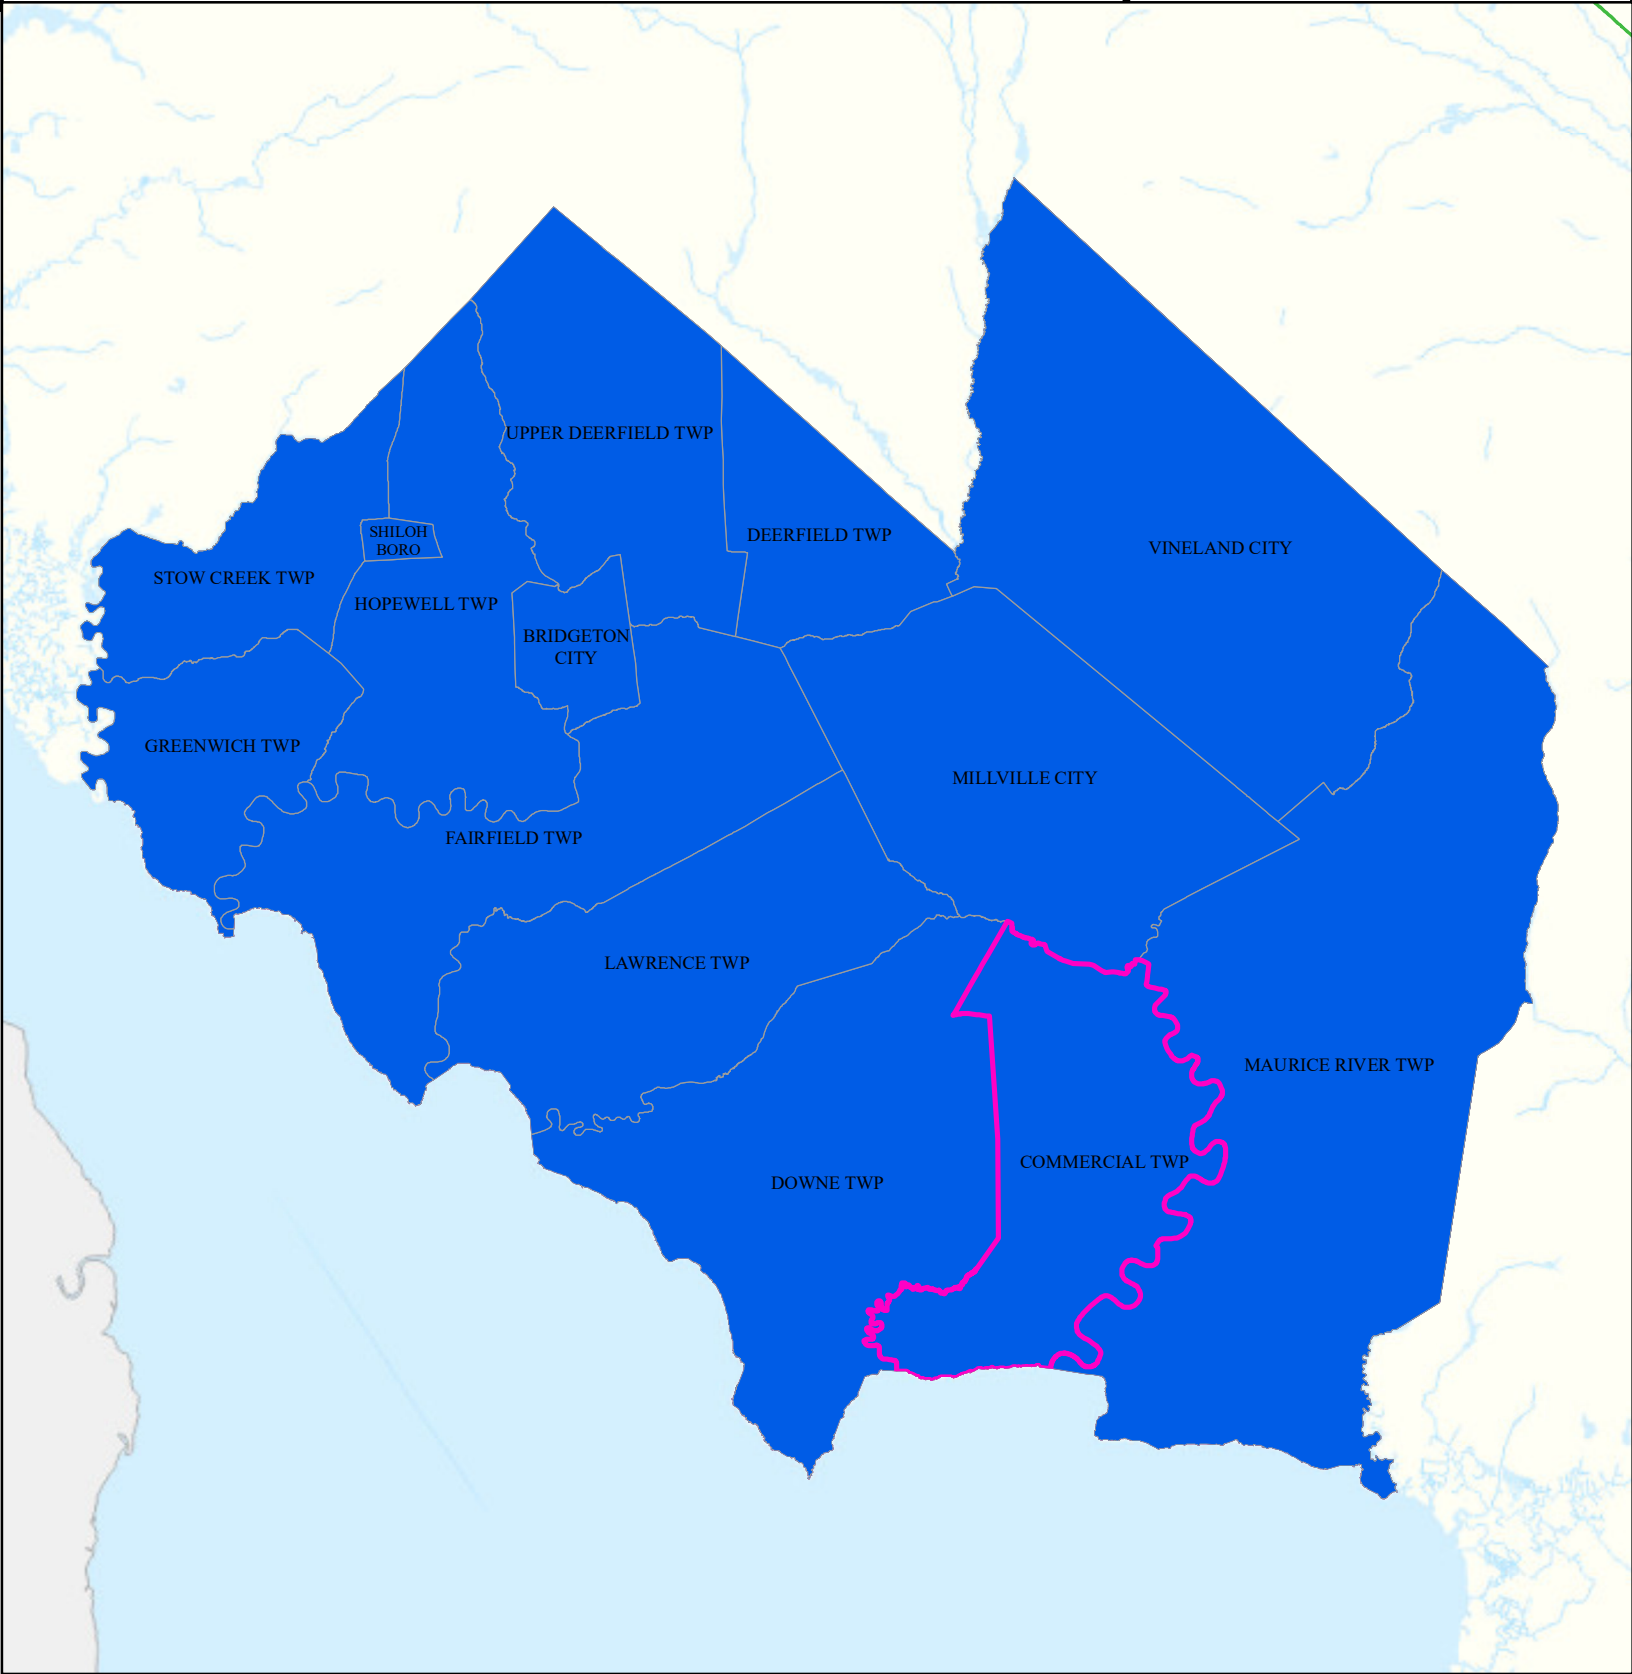 UPPER DEERFIELD TWP
SHILOH
BORO
DEERFIELD TWP
VINELAND CITY
STOW CREEK TWP
HOPEWELL TWP
BRIDGETON
CITY
GREENWICH TWP
MILLVILLE CITY
FAIRFIELD TWP
LAWRENCE TWP
MAURICE RIVER TWP
COMMERCIAL TWP
DOWNE TWP